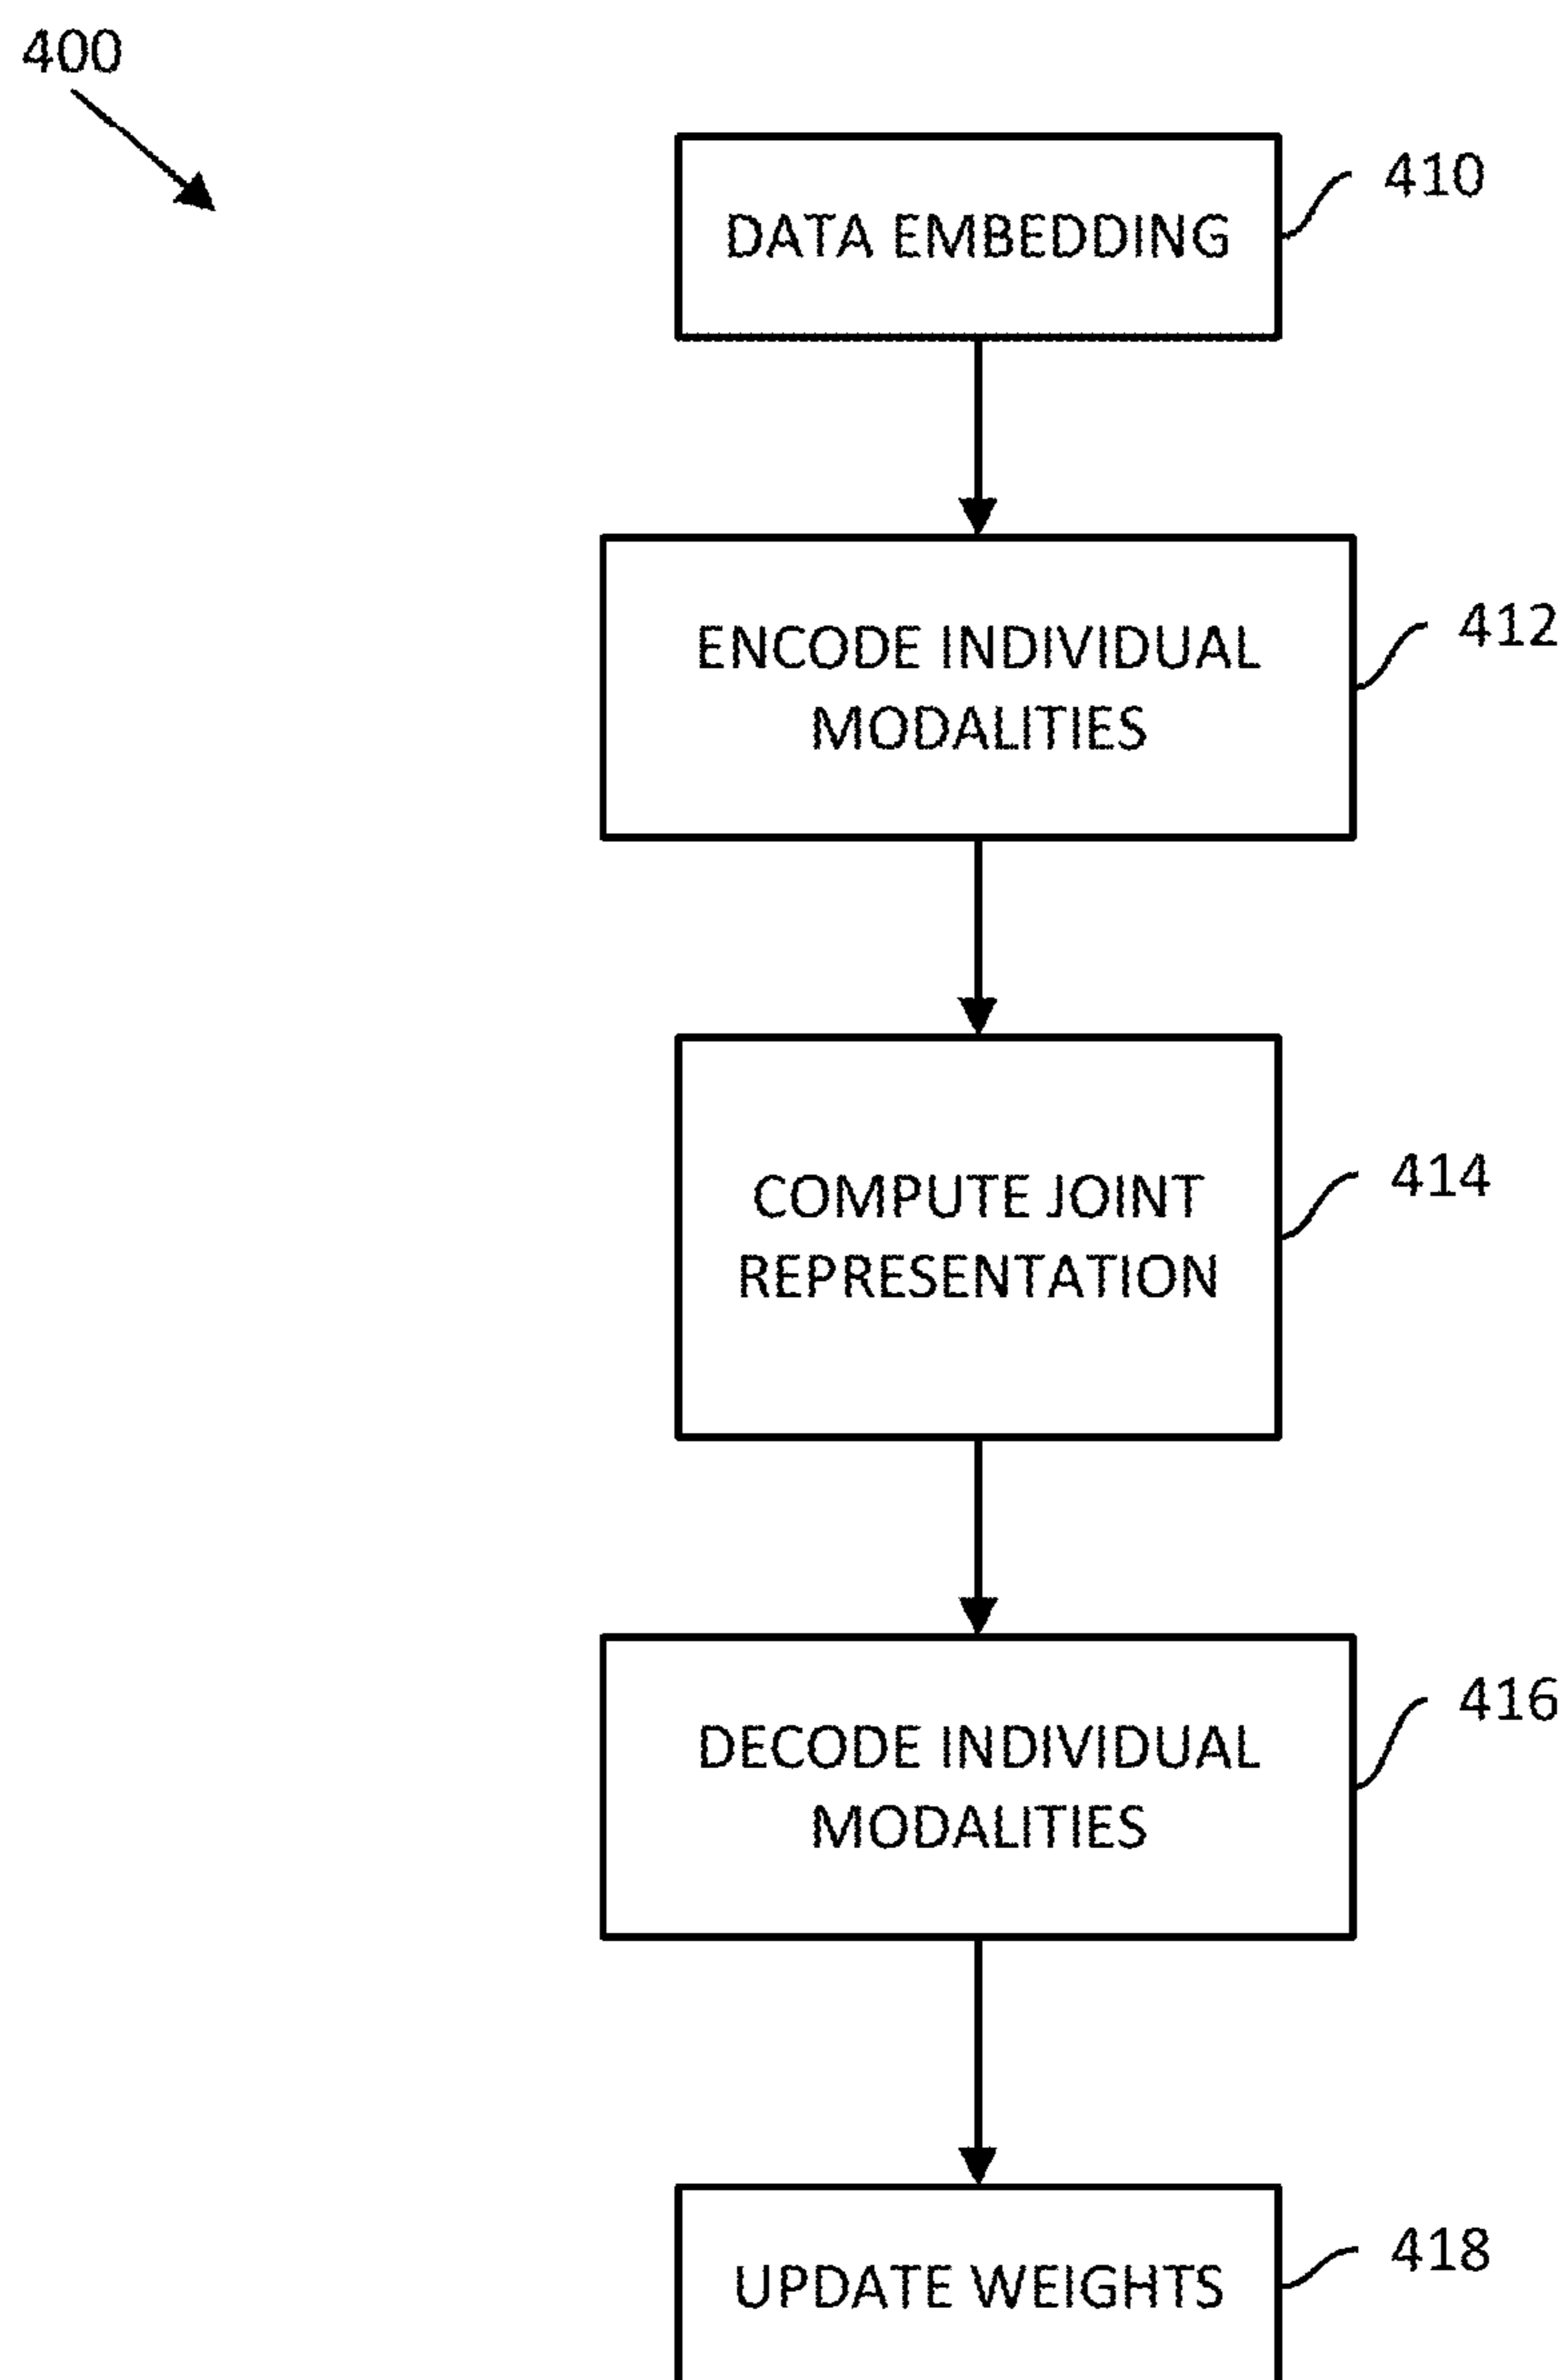 400
410
DATA EMBEDDING
412
ENCODE INDIVIDUAL
MODALITIES
414
COMPUTE JOINT
REPRESENTATION
416
DECODE INDIVIDUAL
MODALITIES
418
UPDATE WEIGHTS